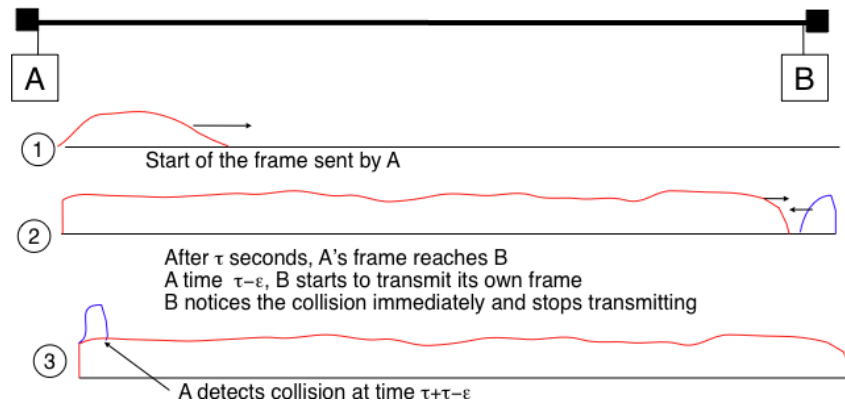 A
B
1
Start of the frame sent by A
2
After τ seconds, A's frame reaches B
A time τ−ε, B starts to transmit its own frame
B notices the collision immediately and stops transmitting
3
A detects collision at time τ+τ−ε